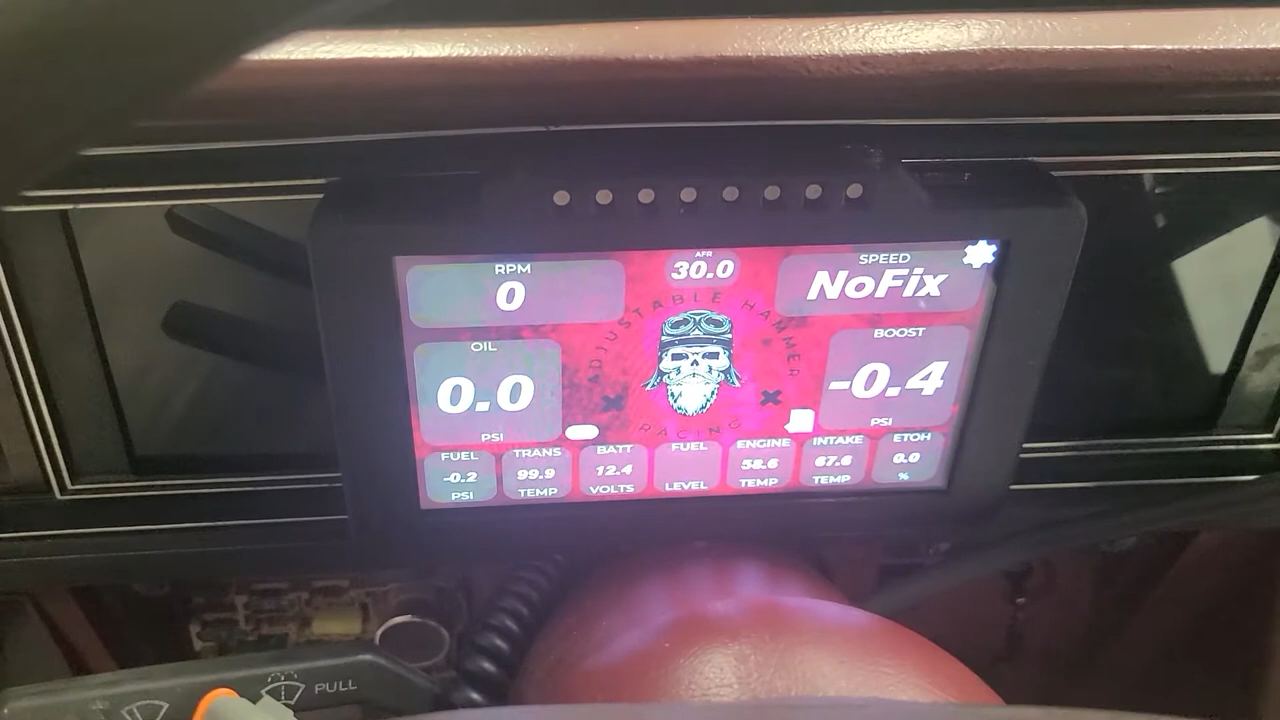 AFR
RPM
30.0
SPEED
0
NoFix
ADJUSTABLE HAMMER
RACING
OIL
0.0
PSI
BOOST
-0.4
PSI
FUEL
-0.2
PSI
TRANS
99.9
TEMP
BATT
12.4
VOLTS
FUEL
LEVEL
ENGINE
58.6
TEMP
INTAKE
67.6
TEMP
ETOH
0.0
%
PULL